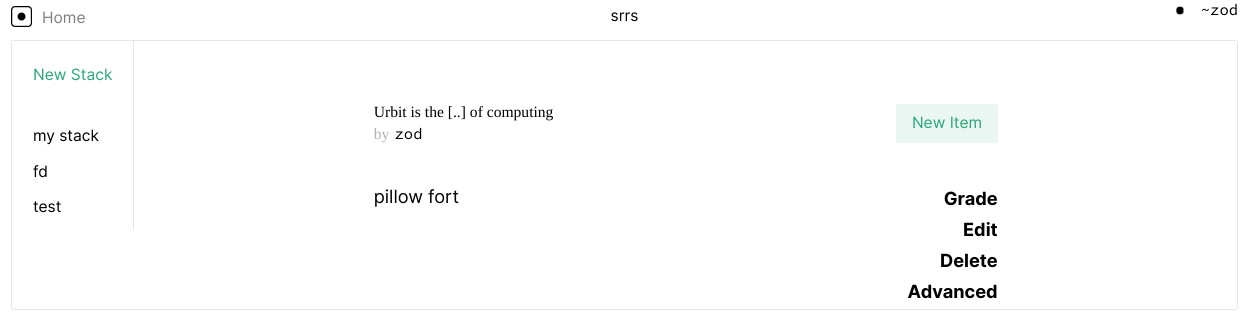 Home
srrs
~zod
New Stack
my stack
fd
test
Urbit is the [..] of computing
by zod
pillow fort
New Item
Grade
Edit
Delete
Advanced